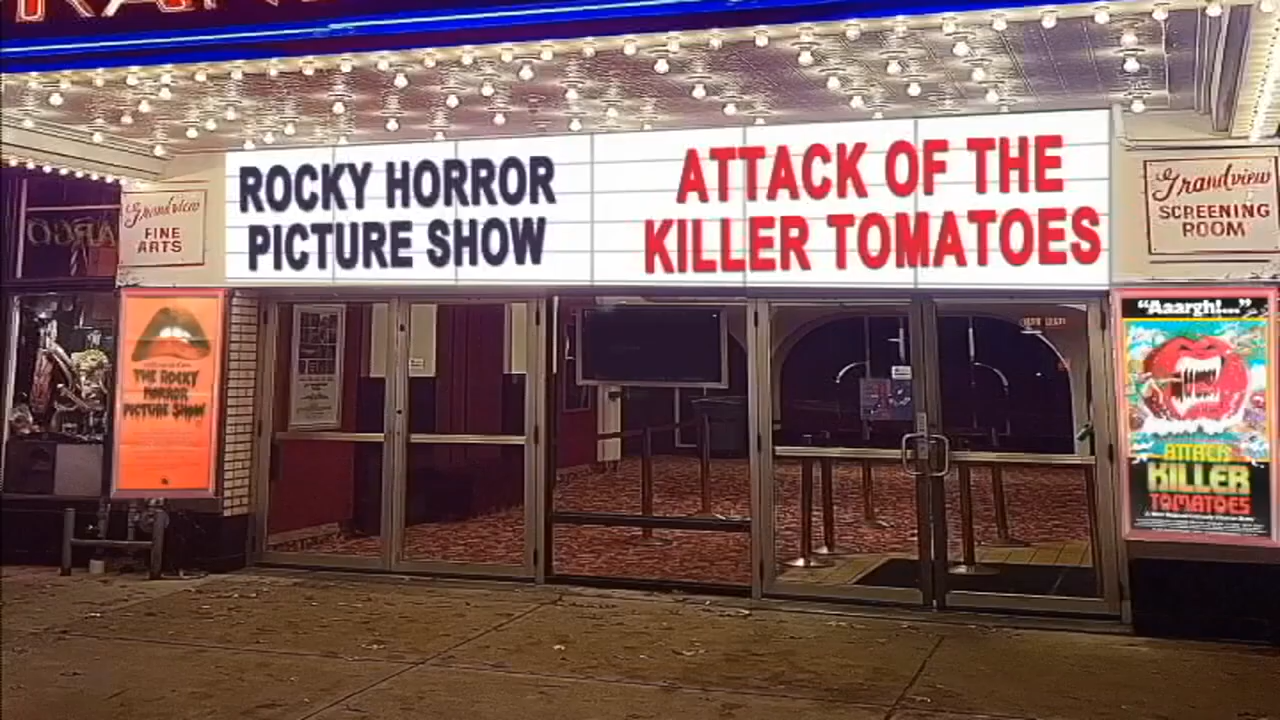 ROCKY HORROR
PICTURE SHOW
ATTACK OF THE
KILLER TOMATOES
Grandview
FINE
ARTS
Grandview
SCREENING
ROOM
THE ROCKY
HORROR
PICTURE SHOW
"Aaargh!..."
ATTACK
KILLER
TOMATOES